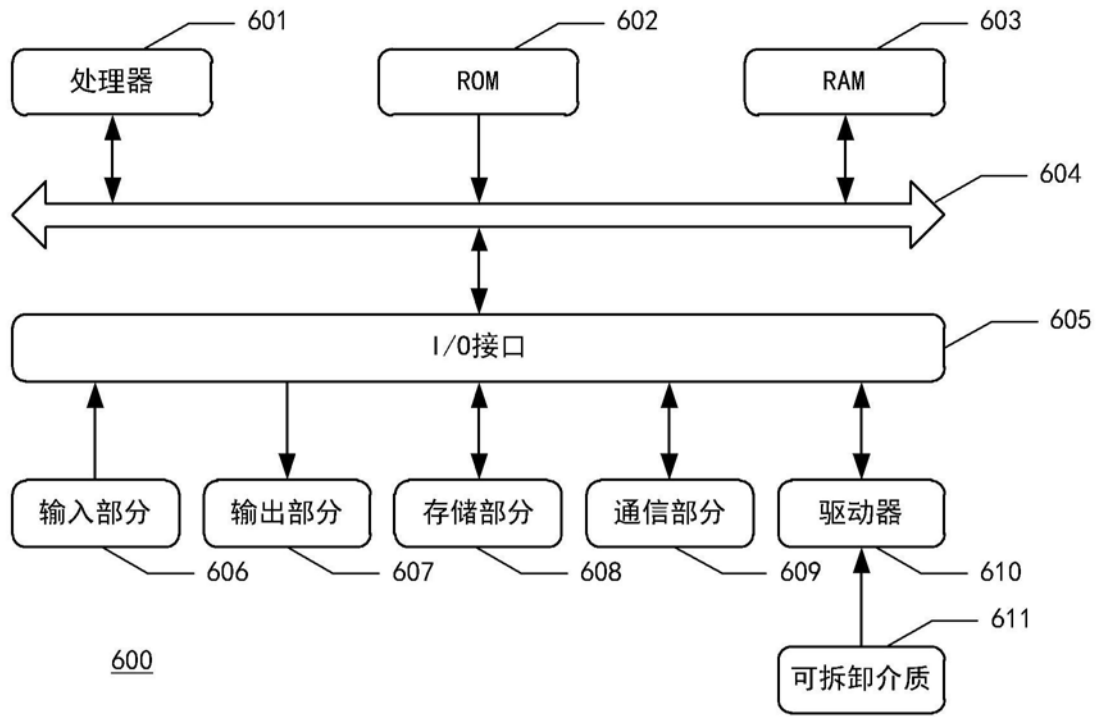 601
602
603
处理器
ROM
RAM
604
605
I/O接口
输入部分
输出部分
存储部分
通信部分
驱动器
606
607
608
609
610
611
600
可拆卸介质